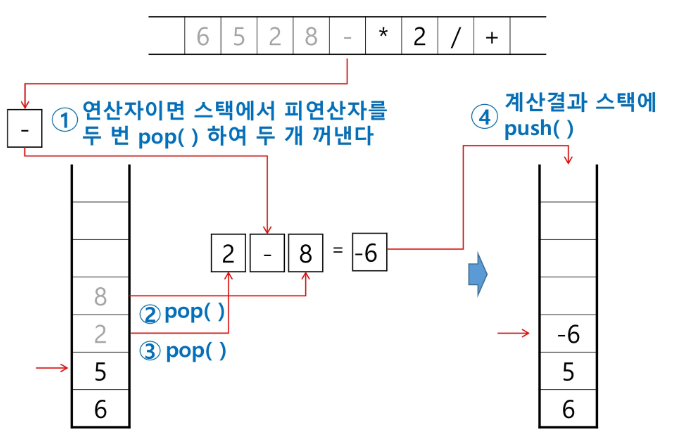 6 5 2 8 - * 2 / +
① 연산자이면 스택에서 피연산자를
두 번 pop( ) 하여 두 개 꺼낸다
-
④ 계산결과 스택에
push( )
2 - 8 = -6
8
2
5
6
② pop( )
③ pop( )
-6
5
6